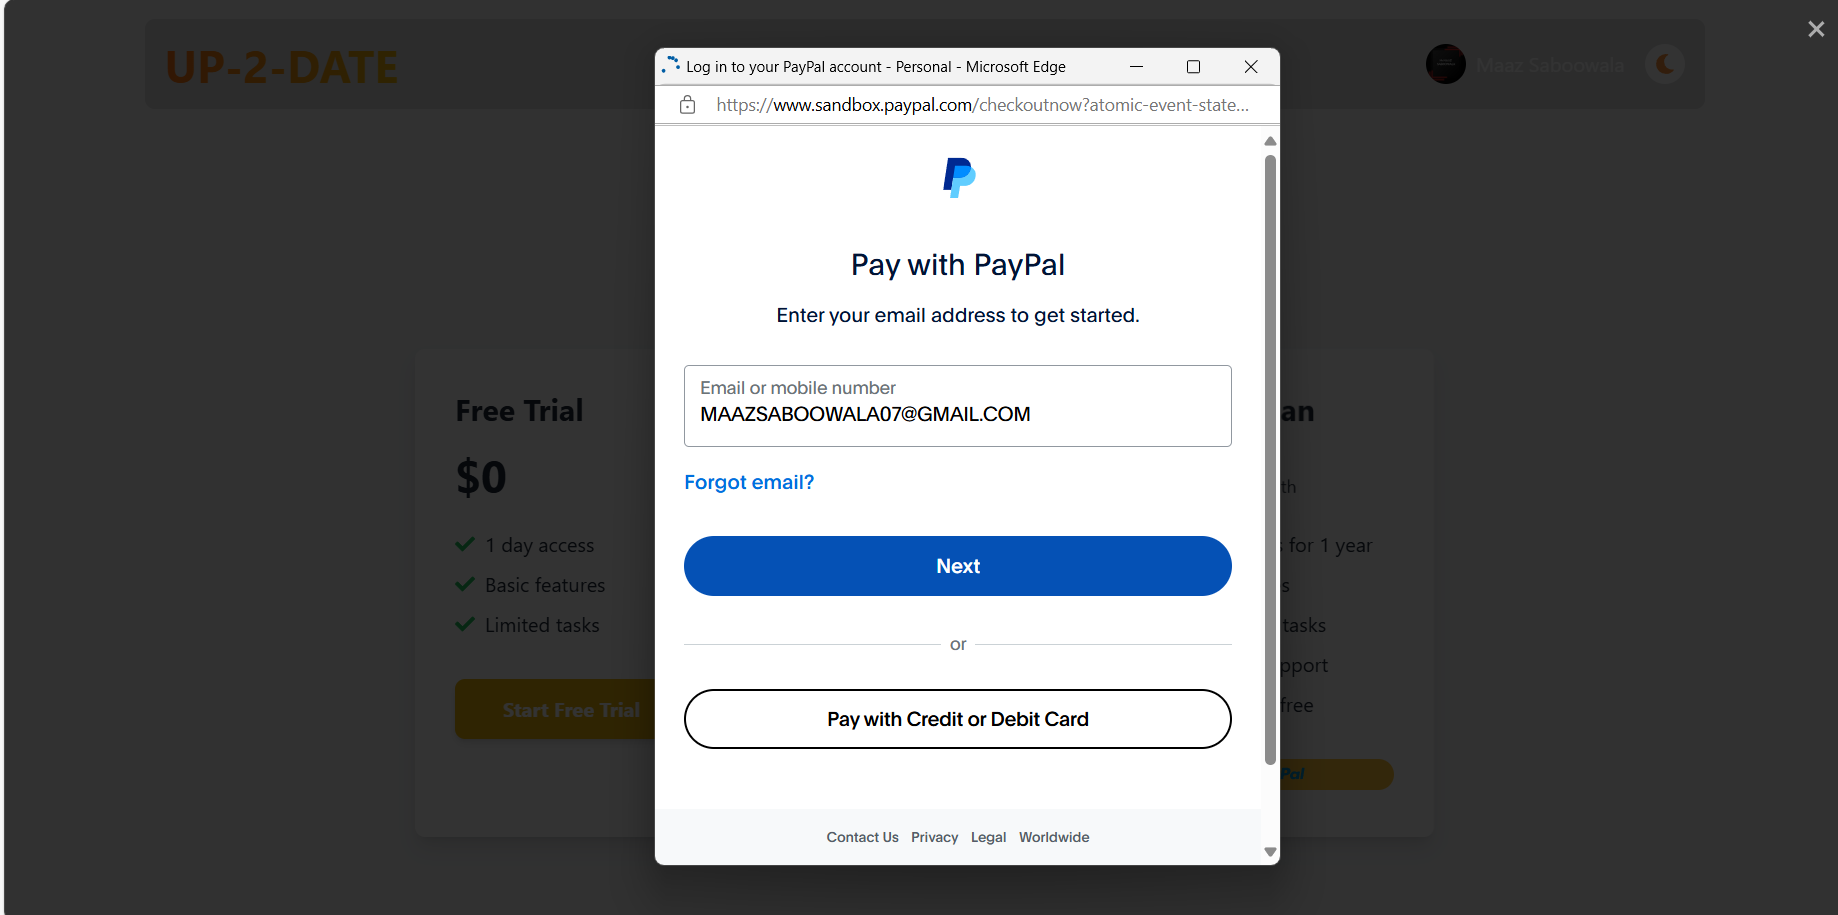 UP-2-DATE
Maaz Saboowala
Log in to your PayPal account - Personal - Microsoft Edge
https://www.sandbox.paypal.com/checkoutnow?atomic-event-state...
Pay with PayPal
Enter your email address to get started.
Email or mobile number
MAAZSABOOWALA07@GMAIL.COM
Forgot email?
Next
or
Pay with Credit or Debit Card
Contact Us Privacy Legal Worldwide
Free Trial
$0
1 day access
Basic features
Limited tasks
Start Free Trial
an
th
s for 1 year
s
tasks
pport
free
Pal